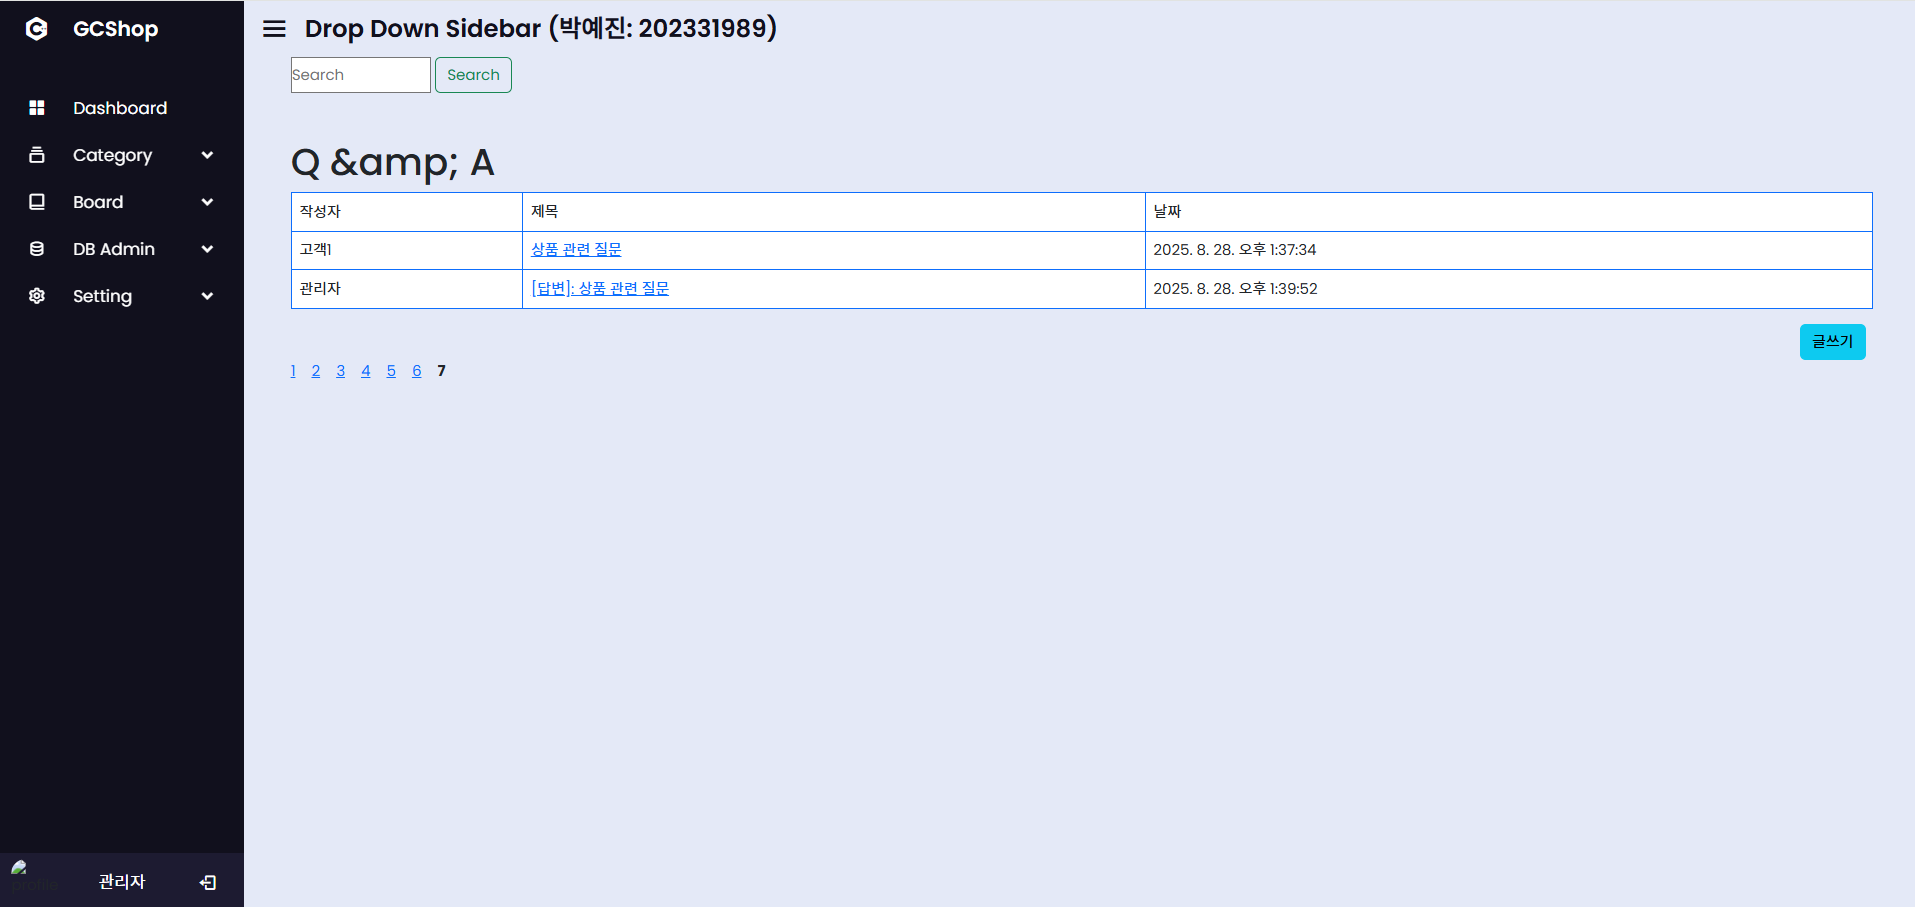 GCShop
Dashboard
Category
Board
DB Admin
Setting
profile
관리자
Drop Down Sidebar (박예진: 202331989)
Search Search
Q &amp; A
작성자 제목 날짜
고객1 상품 관련 질문 2025. 8. 28. 오후 1:37:34
관리자 [답변]: 상품 관련 질문 2025. 8. 28. 오후 1:39:52
글쓰기
1 2 3 4 5 6 7